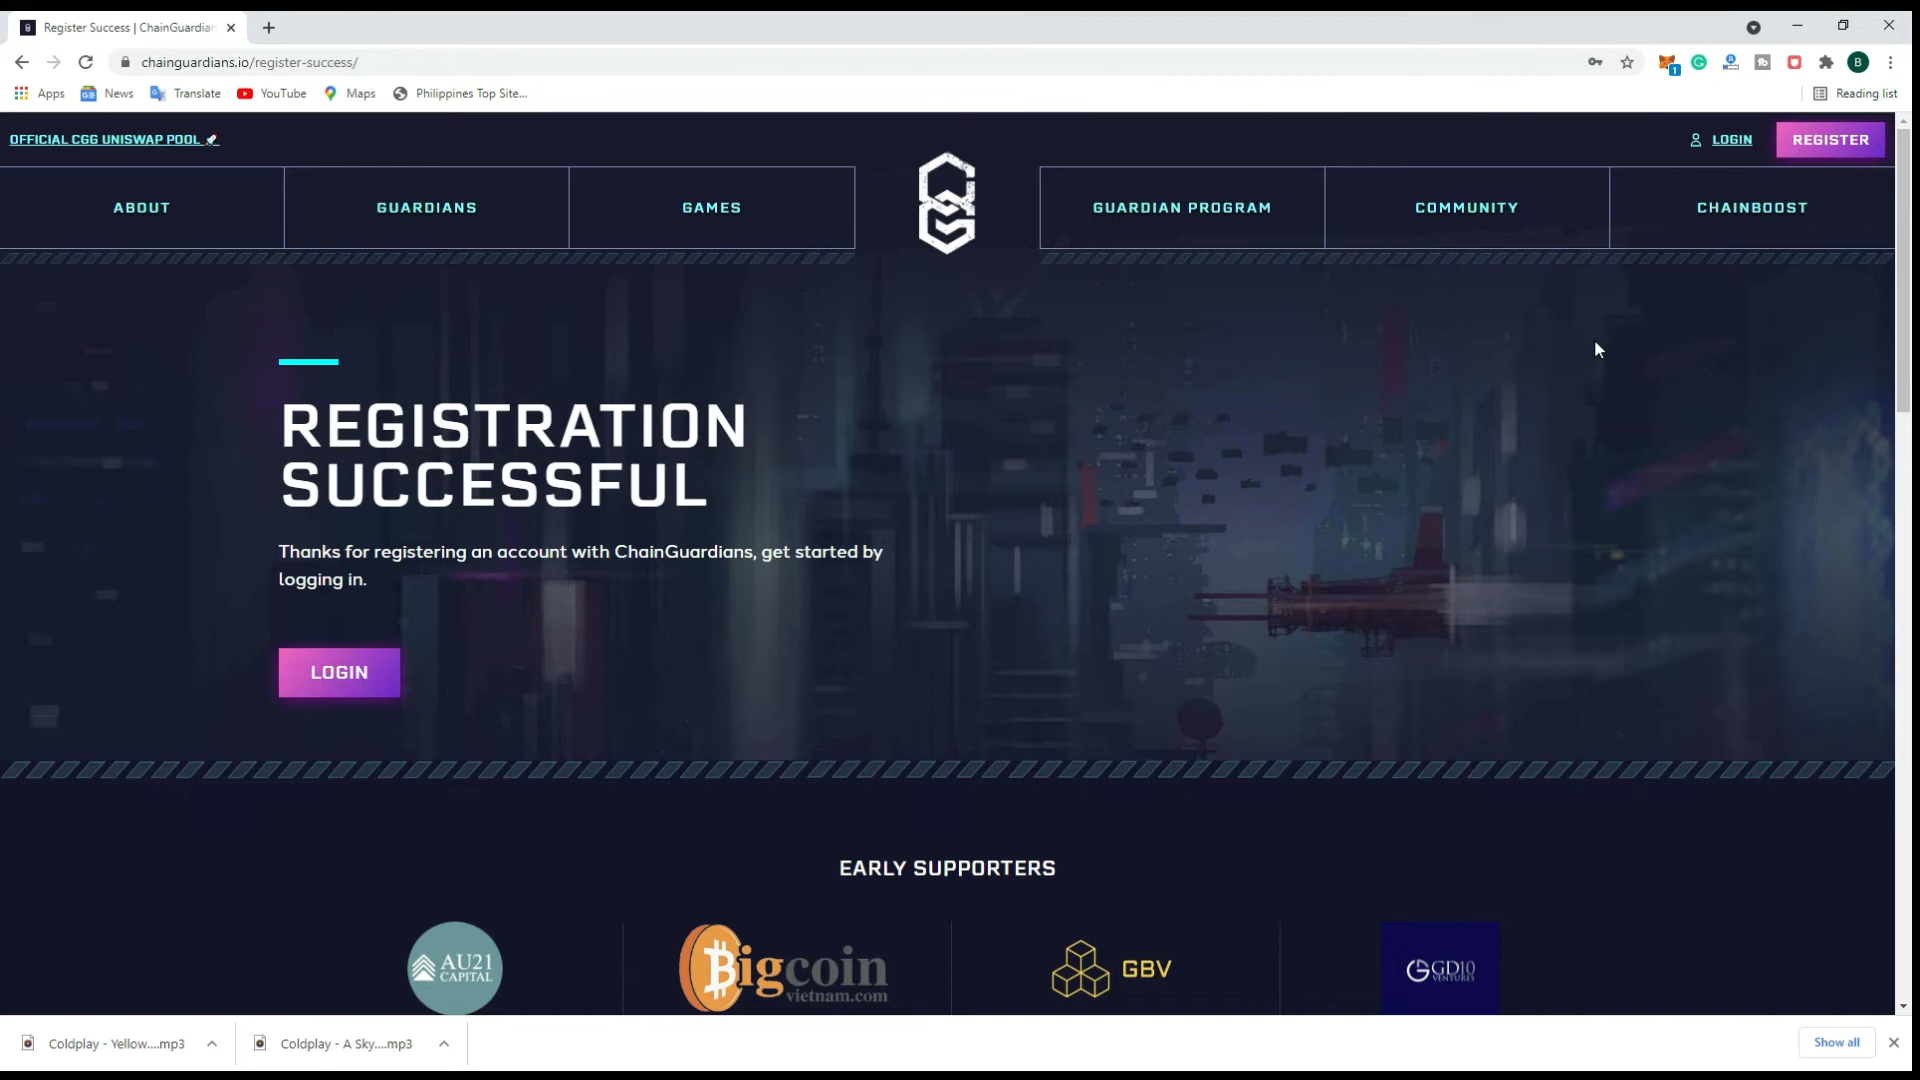 Register Success | ChainGuardian
chainguardians.io/register-success/
1
B
Apps
News
Translate
YouTube
Maps
Philippines Top Site...
Reading list
OFFICIAL CGG UNISWAP POOL
LOGIN
REGISTER
ABOUT
GUARDIANS
GAMES
GUARDIAN PROGRAM
COMMUNITY
CHAINBOOST
REGISTRATION
SUCCESSFUL
Thanks for registering an account with ChainGuardians, get started by
logging in.
LOGIN
EARLY SUPPORTERS
AU21
CAPITAL
Bigcoin
vietnam.com
GBV
GD10
VENTURES
Coldplay - Yellow....mp3
Coldplay - A Sky....mp3
Show all